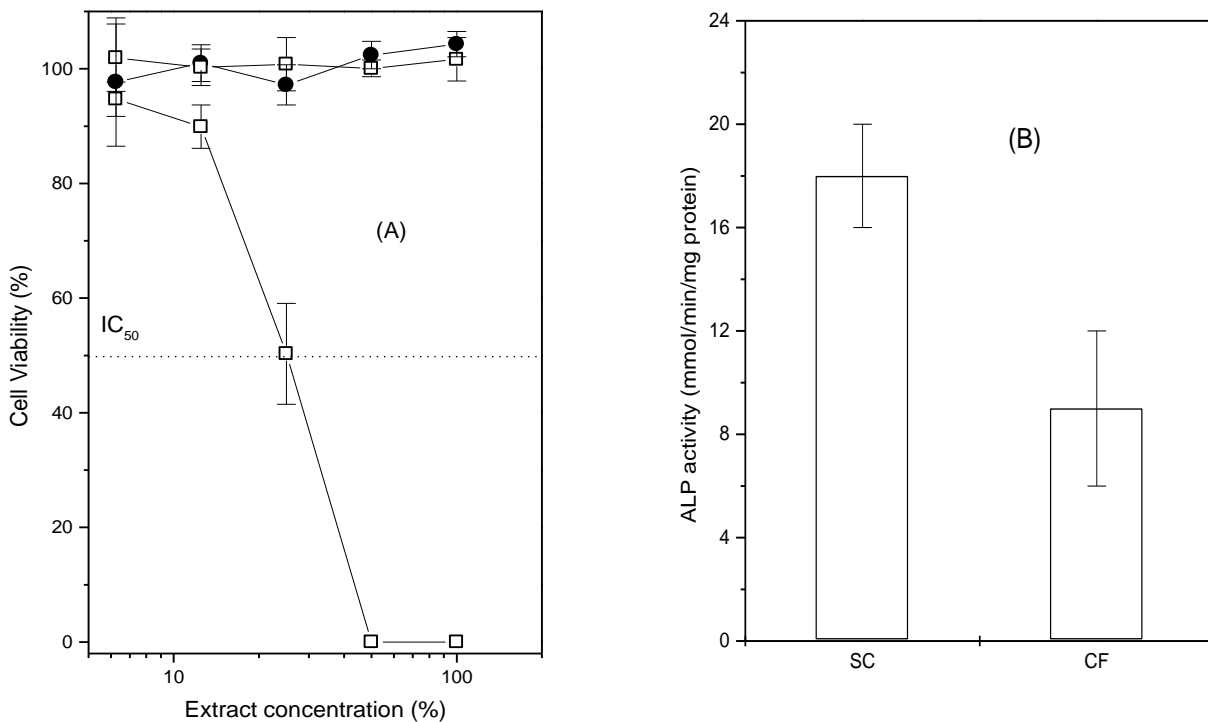 100
80
60
40
20
0
Cell Viability (%)
(A)
IC50
10
100
Extract concentration (%)
24
20
16
12
8
4
0
ALP activity (mmol/min/mg protein)
(B)
SC
CF